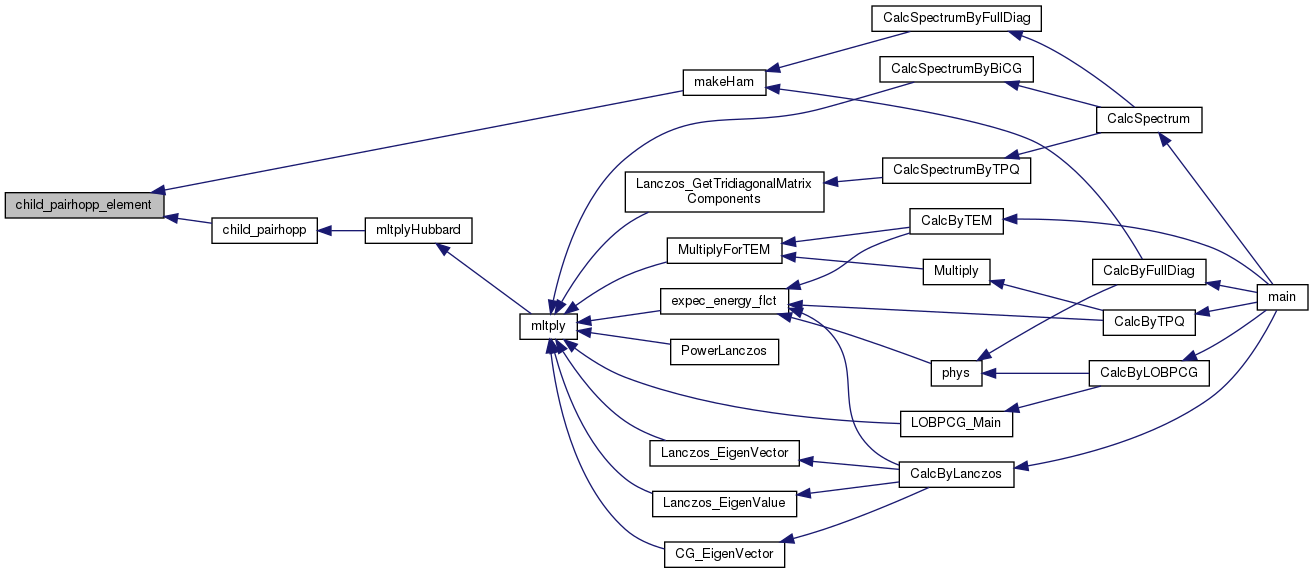 child_pairhopp_element
child_pairhopp
mltplyHubbard
mltply
makeHam
CalcSpectrumByFullDiag
CalcSpectrumByBiCG
CalcSpectrum
CalcSpectrumByTPQ
Lanczos_GetTridiagonalMatrix
Components
MultiplyForTEM
CalcByTEM
Multiply
expec_energy_flct
PowerLanczos
phys
CalcByFullDiag
CalcByTPQ
main
CalcByLOBPCG
LOBPCG_Main
Lanczos_EigenVector
CalcByLanczos
Lanczos_EigenValue
CG_EigenVector